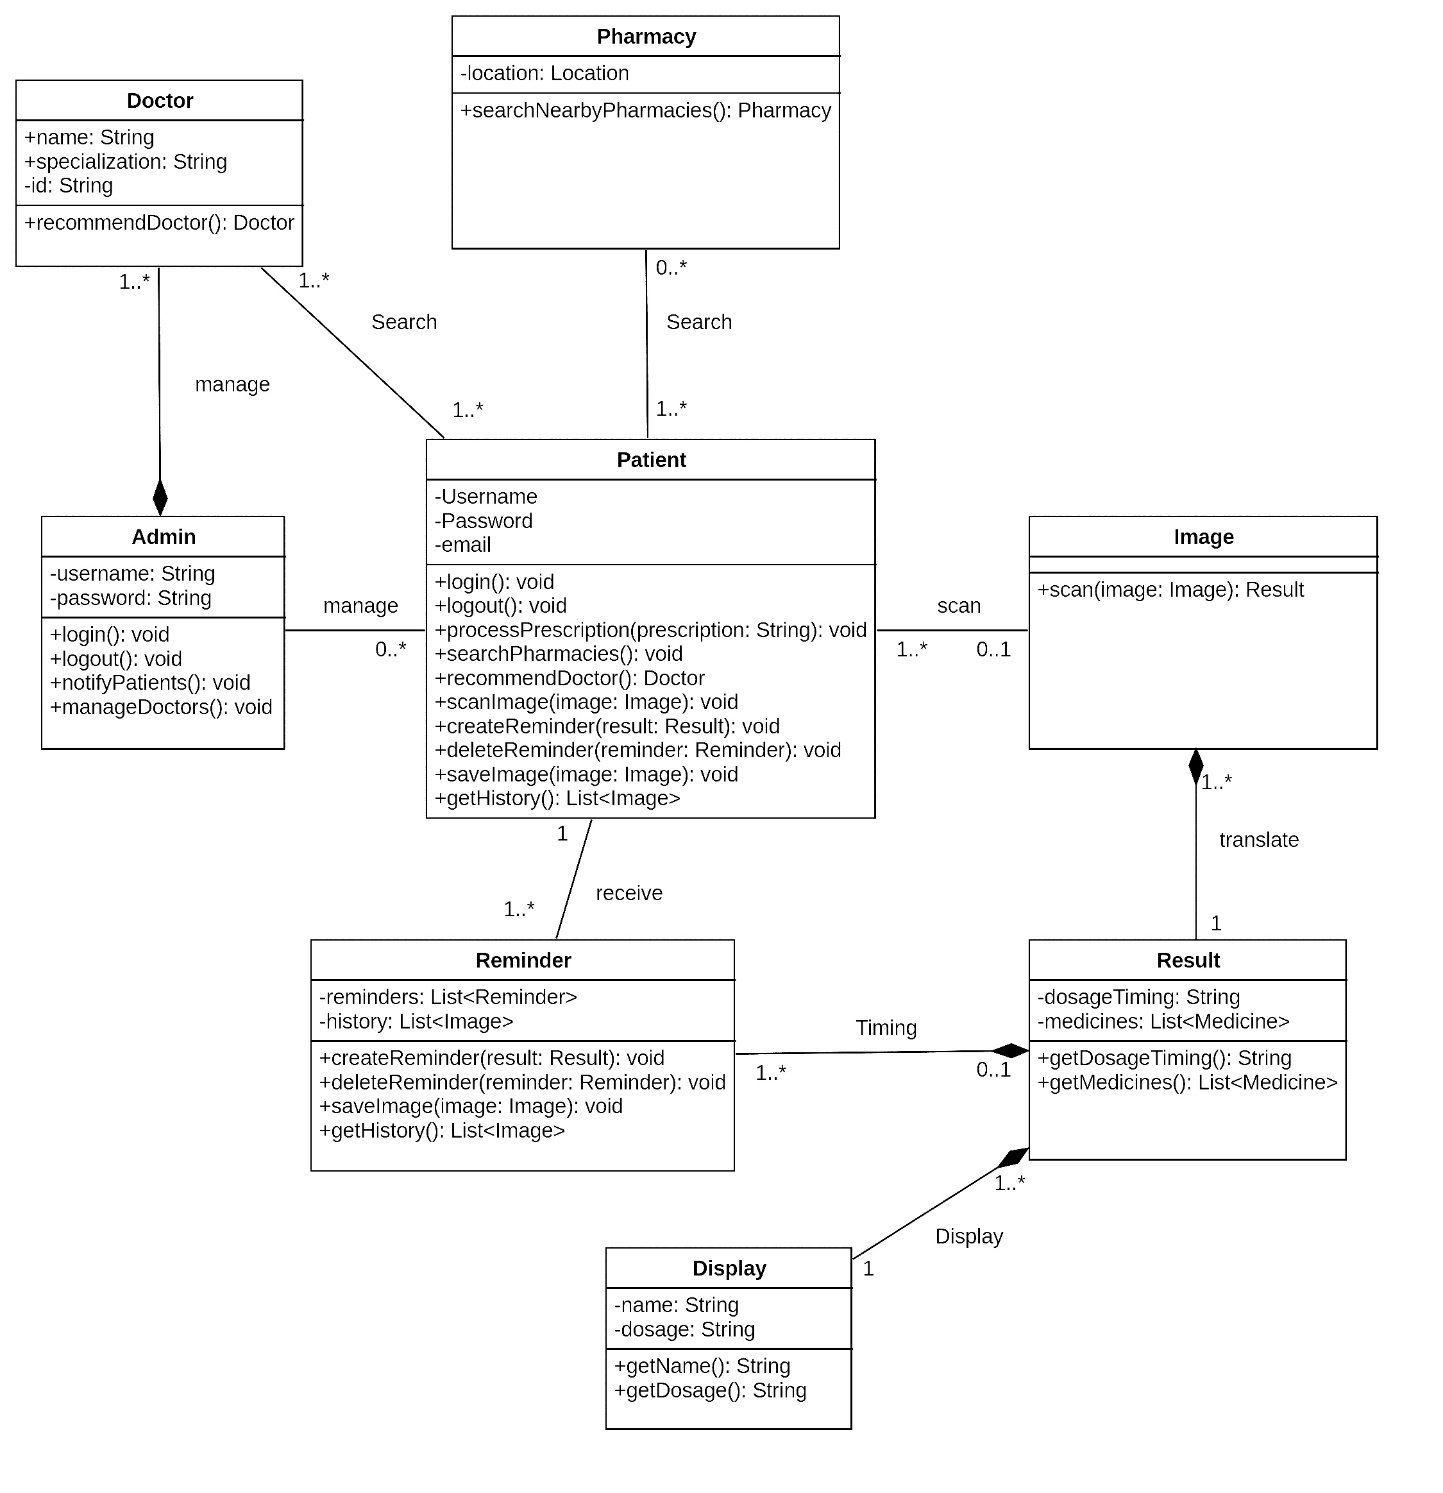 Pharmacy
-location: Location
+searchNearbyPharmacies(): Pharmacy
Doctor
+name: String
+specialization: String
-id: String
+recommendDoctor(): Doctor
1..*
1..*
0..*
Search
Search
manage
1..*
1..*
Patient
-Username
-Password
-email
+login(): void
+logout(): void
+processPrescription(prescription: String): void
+searchPharmacies(): void
+recommendDoctor(): Doctor
+scanImage(image: Image): void
+createReminder(result: Result): void
+deleteReminder(reminder: Reminder): void
+saveImage(image: Image): void
+getHistory(): List<Image>
Admin
-username: String
-password: String
+login(): void
+logout(): void
+notifyPatients(): void
+manageDoctors(): void
manage
0..*
scan
1..*
0..1
Image
+scan(image: Image): Result
1..*
translate
1
1
receive
1..*
Reminder
-reminders: List<Reminder>
-history: List<Image>
+createReminder(result: Result): void
+deleteReminder(reminder: Reminder): void
+saveImage(image: Image): void
+getHistory(): List<Image>
Timing
1..*
0..1
Result
-dosageTiming: String
-medicines: List<Medicine>
+getDosageTiming(): String
+getMedicines(): List<Medicine>
1..*
Display
1
Display
-name: String
-dosage: String
+getName(): String
+getDosage(): String